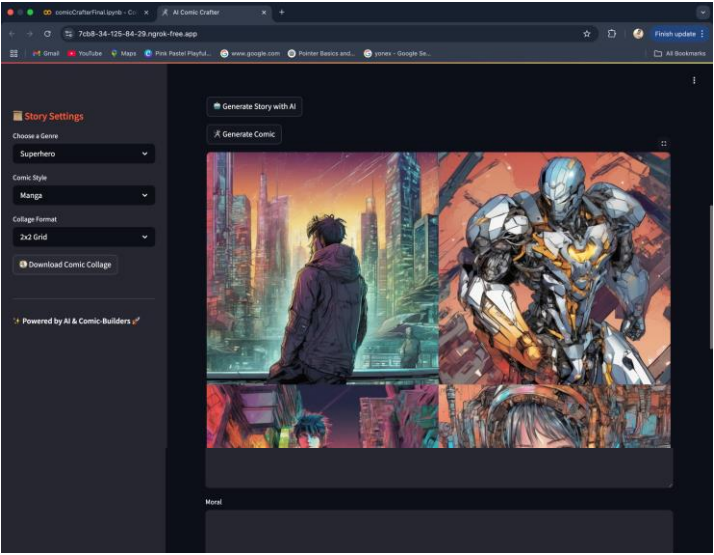 comicCrafterFinal.ipynb - Co
AI Comic Crafter
7cb8-34-125-84-29.ngrok-free.app
Finish update
Gmail
YouTube
Maps
Pink Pastel Playful...
www.google.com
Pointer Basics and...
yonex - Google Se...
All Bookmarks
Story Settings
Choose a Genre
Superhero
Comic Style
Manga
Collage Format
2x2 Grid
Download Comic Collage
Powered by AI & Comic-Builders
Generate Story with AI
Generate Comic
Moral